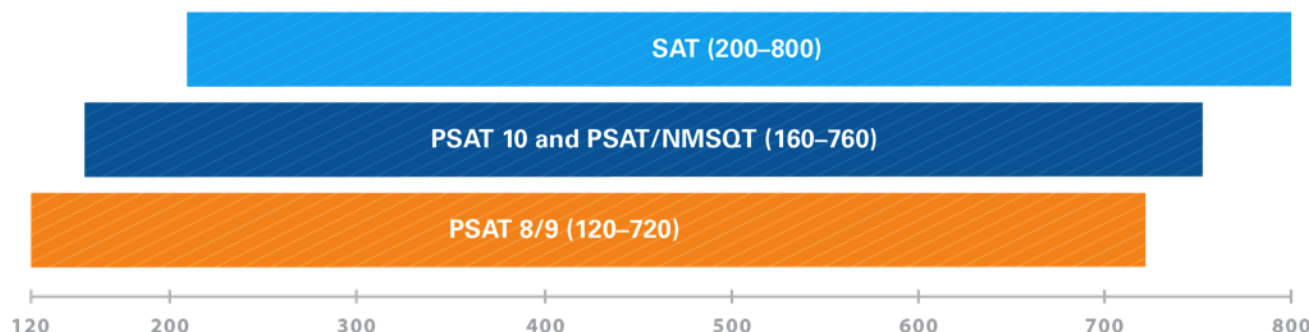 SAT (200–800)
PSAT 10 and PSAT/NMSQT (160–760)
PSAT 8/9 (120–720)
120 200 300 400 500 600 700 800